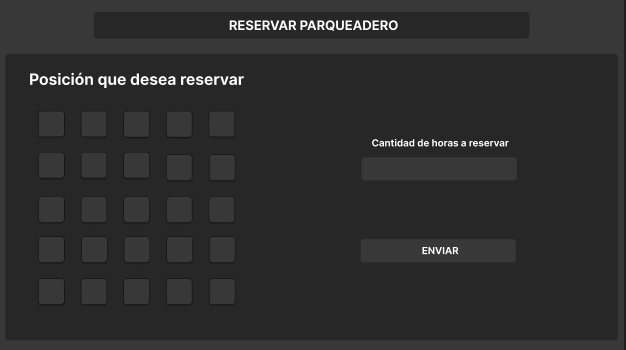 RESERVAR PARQUEADERO
Posición que desea reservar
Cantidad de horas a reservar
ENVIAR